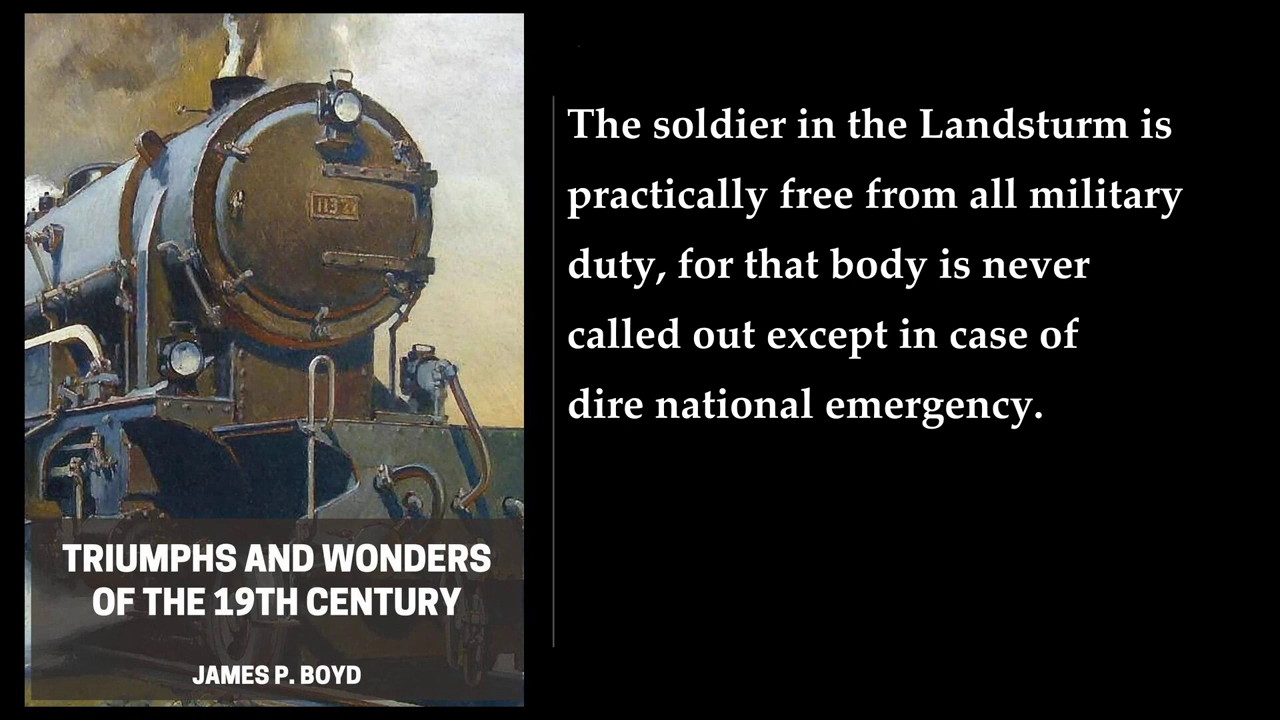 The soldier in the Landsturm is
practically free from all military
duty, for that body is never
called out except in case of
dire national emergency.
1132
TRIUMPHS AND WONDERS
OF THE 19TH CENTURY
JAMES P. BOYD